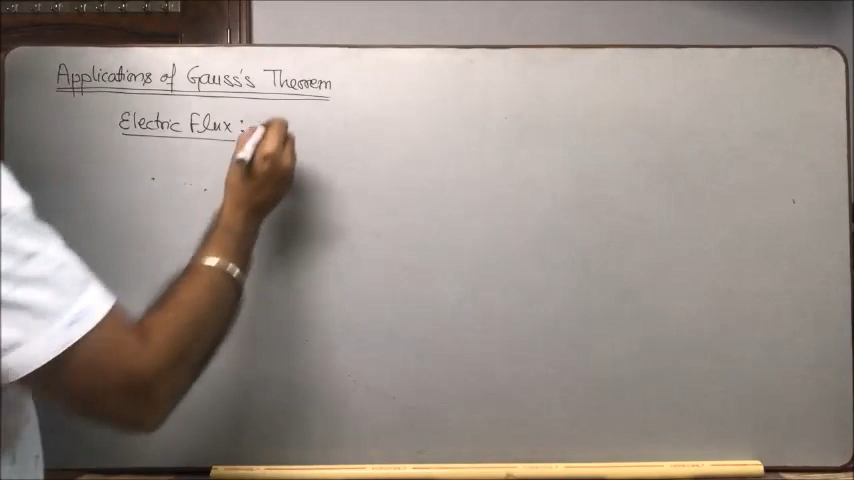 Applications of Gauss's Theorem
Electric Flux :-